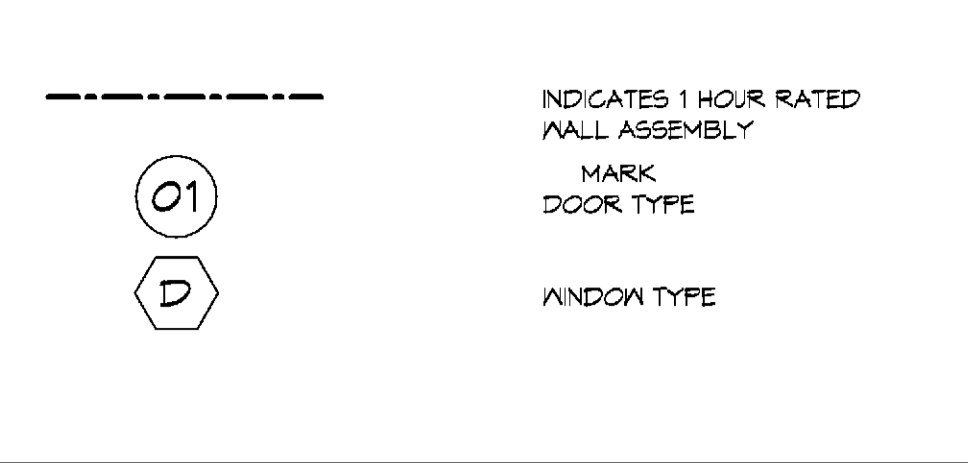 INDICATES 1 HOUR RATED
WALL ASSEMBLY
MARK
01
DOOR TYPE
D
WINDOW TYPE